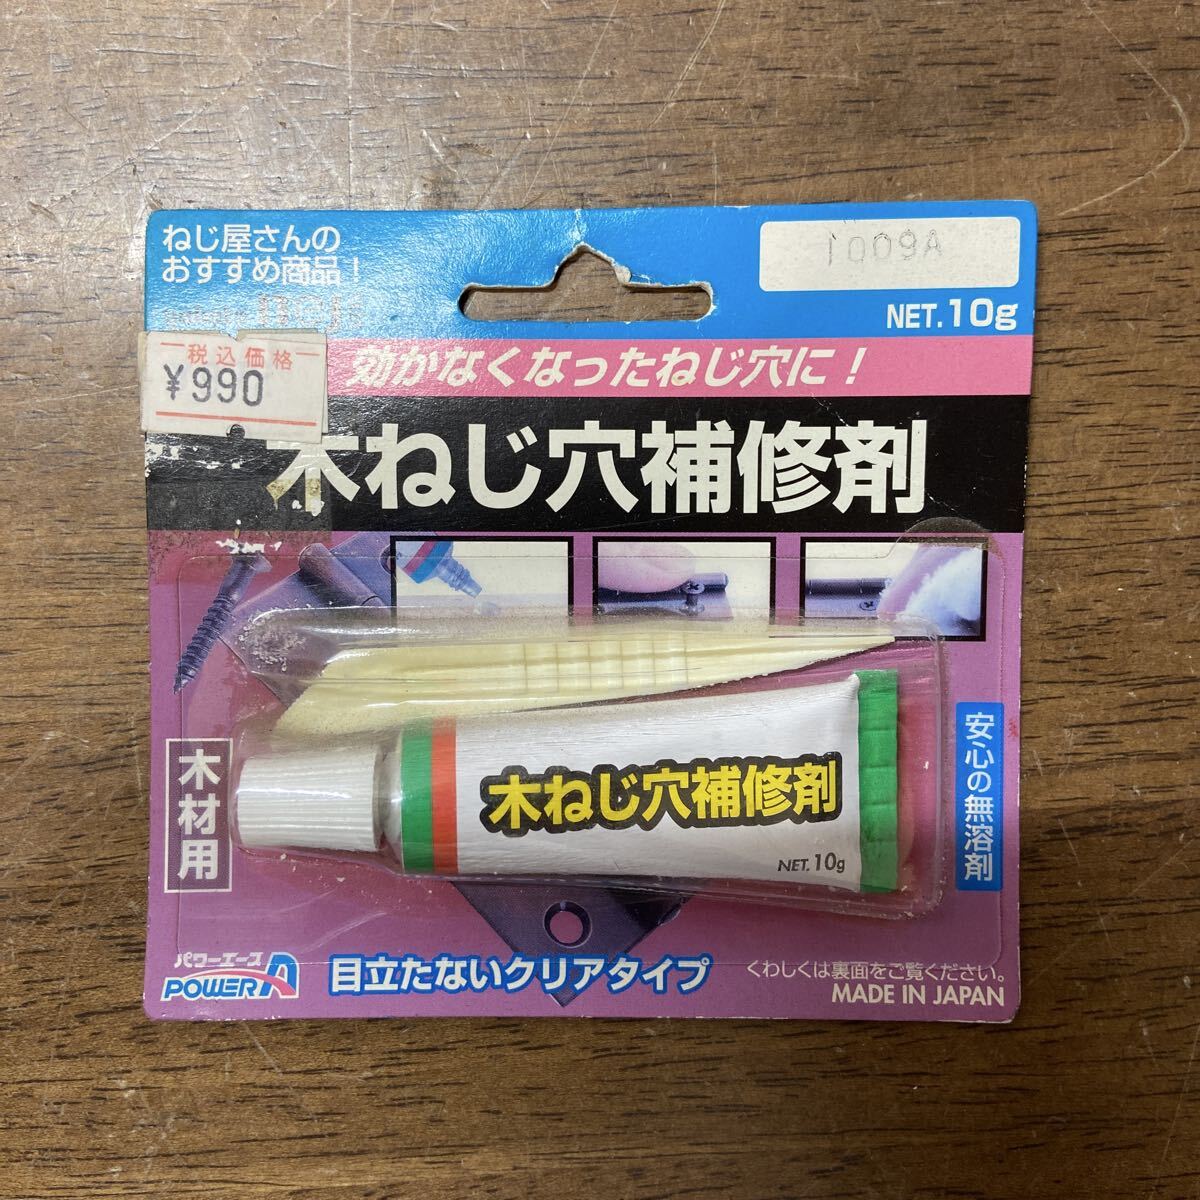 ねじ屋さんの
おすすめ商品!
1009A
NET.10g
税込価格
¥990
効かなくなったねじ穴に!
木ねじ穴補修剤
木材用
木ねじ穴補修剤
NET.10g
安心の無溶剤
パワーエース
POWER A
目立たないクリアタイプ
くわしくは裏面をご覧ください。
MADE IN JAPAN